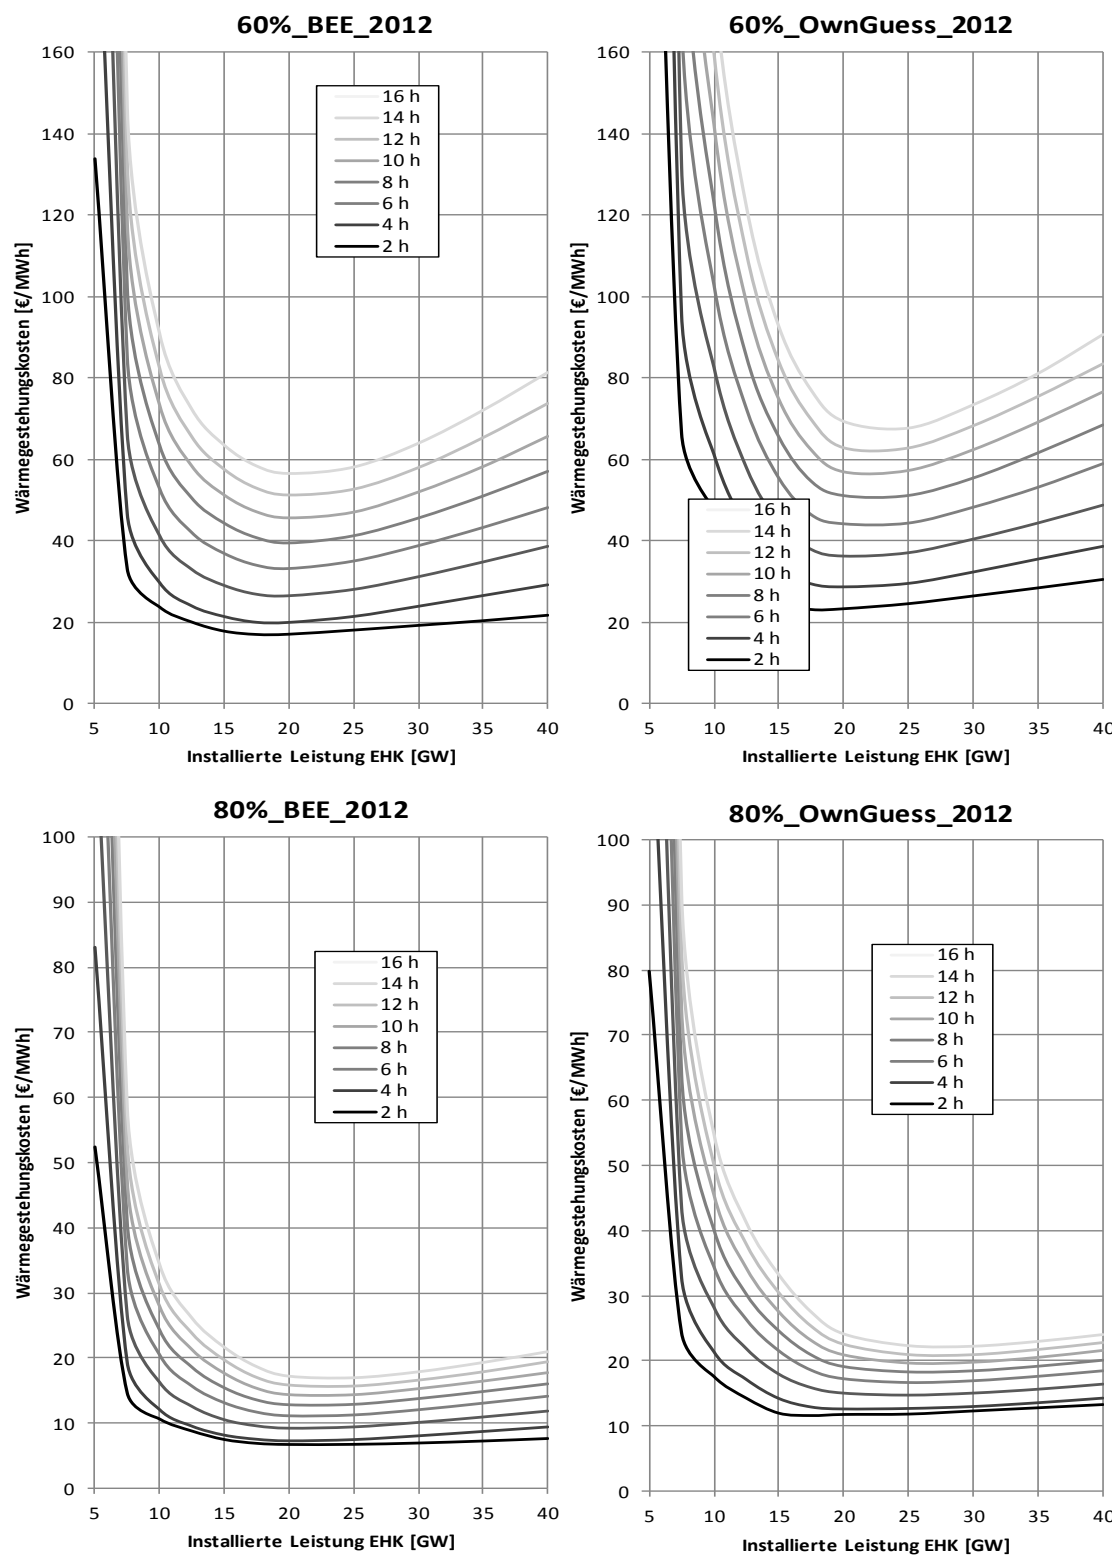 60%_BEE_2012
Wärmegestehungskosten [€/MWh]
160
140
120
100
80
60
40
20
0
16 h
14 h
12 h
10 h
8 h
6 h
4 h
2 h
5 10 15 20 25 30 35 40
Installierte Leistung EHK [GW]
60%_OwnGuess_2012
Wärmegestehungskosten [€/MWh]
160
140
120
100
80
60
40
20
0
16 h
14 h
12 h
10 h
8 h
6 h
4 h
2 h
5 10 15 20 25 30 35 40
Installierte Leistung EHK [GW]
80%_BEE_2012
Wärmegestehungskosten [€/MWh]
100
90
80
70
60
50
40
30
20
10
0
16 h
14 h
12 h
10 h
8 h
6 h
4 h
2 h
5 10 15 20 25 30 35 40
Installierte Leistung EHK [GW]
80%_OwnGuess_2012
Wärmegestehungskosten [€/MWh]
100
90
80
70
60
50
40
30
20
10
0
16 h
14 h
12 h
10 h
8 h
6 h
4 h
2 h
5 10 15 20 25 30 35 40
Installierte Leistung EHK [GW]